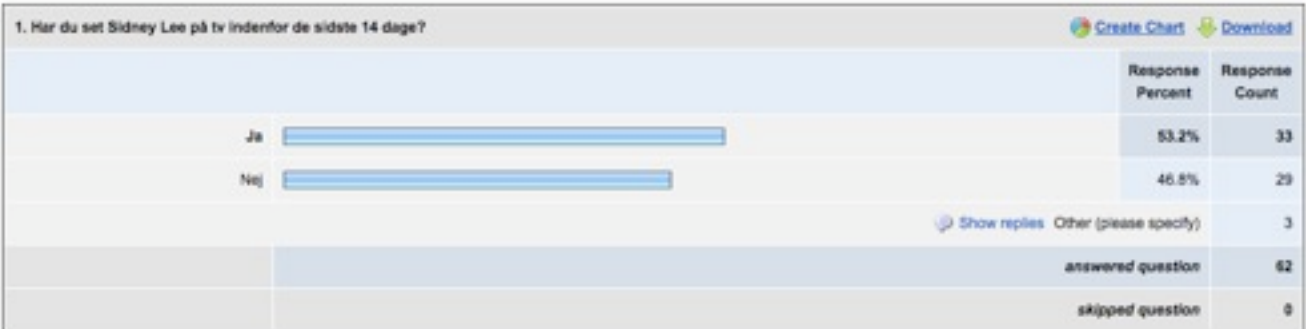 1. Har du set Sidney Lee på tv indenfor de sidste 14 dage? Create Chart Download
Response Percent Response Count
Ja 53.2% 33
Nej 46.8% 29
Show replies Other (please specify) 3
answered question 62
skipped question 0